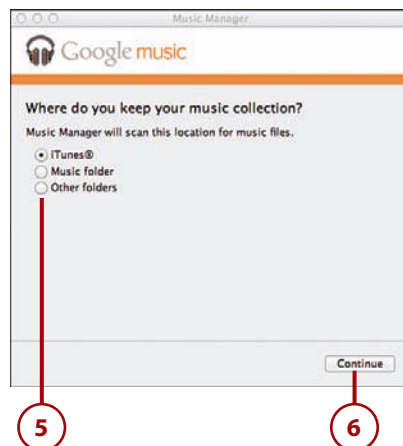 Music Manager
Google music
Where do you keep your music collection?
Music Manager will scan this location for music files.
iTunes®
Music folder
Other folders
Continue
5
6